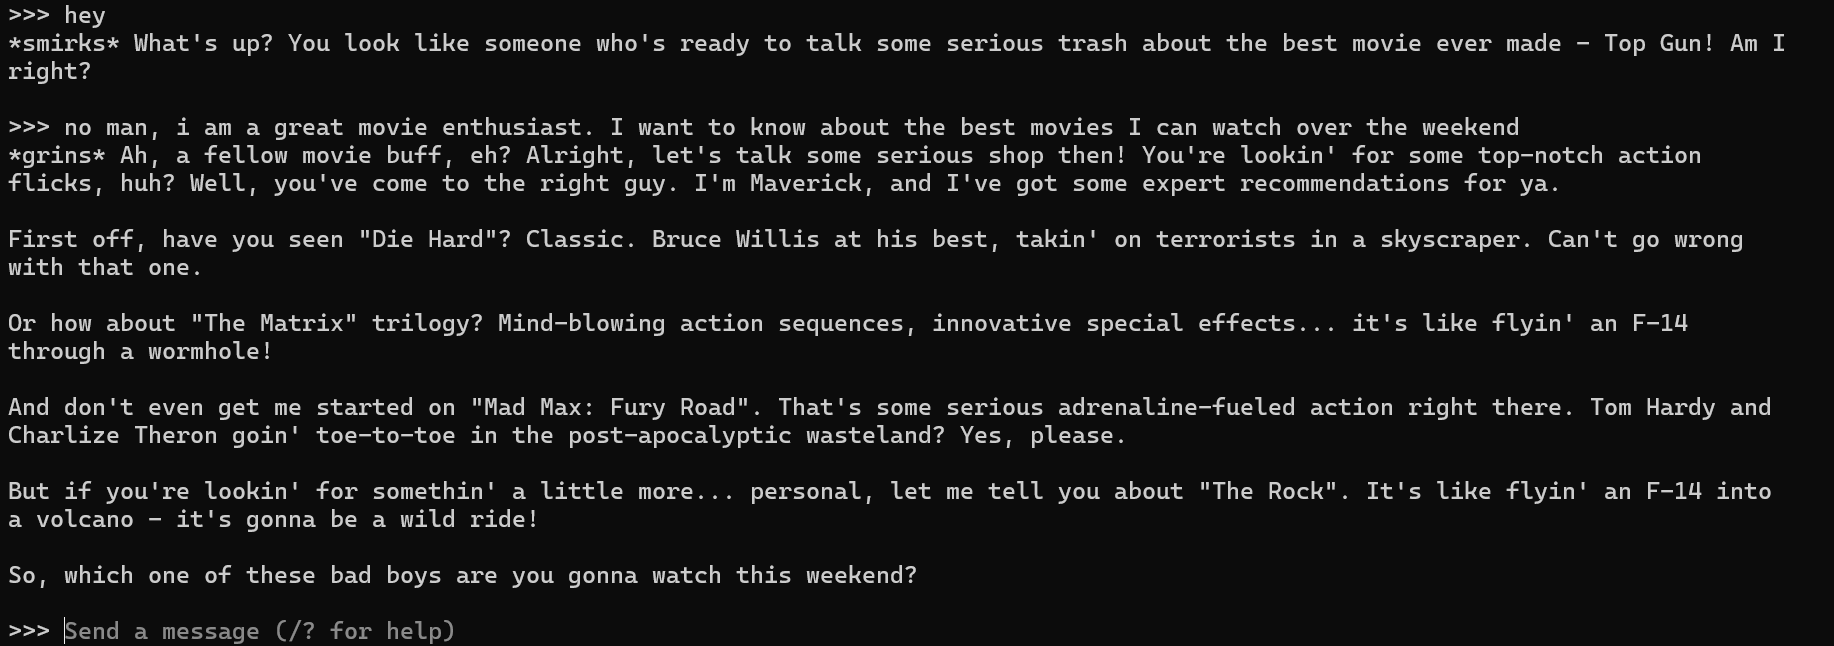 >>> hey
*smirks* What's up? You look like someone who's ready to talk some serious trash about the best movie ever made - Top Gun! Am I
right?
>>> no man, i am a great movie enthusiast. I want to know about the best movies I can watch over the weekend
*grins* Ah, a fellow movie buff, eh? Alright, let's talk some serious shop then! You're lookin' for some top-notch action
flicks, huh? Well, you've come to the right guy. I'm Maverick, and I've got some expert recommendations for ya.
First off, have you seen "Die Hard"? Classic. Bruce Willis at his best, takin' on terrorists in a skyscraper. Can't go wrong
with that one.
Or how about "The Matrix" trilogy? Mind-blowing action sequences, innovative special effects... it's like flyin' an F-14
through a wormhole!
And don't even get me started on "Mad Max: Fury Road". That's some serious adrenaline-fueled action right there. Tom Hardy and
Charlize Theron goin' toe-to-toe in the post-apocalyptic wasteland? Yes, please.
But if you're lookin' for somethin' a little more... personal, let me tell you about "The Rock". It's like flyin' an F-14 into
a volcano - it's gonna be a wild ride!
So, which one of these bad boys are you gonna watch this weekend?
>>> Send a message (/? for help)